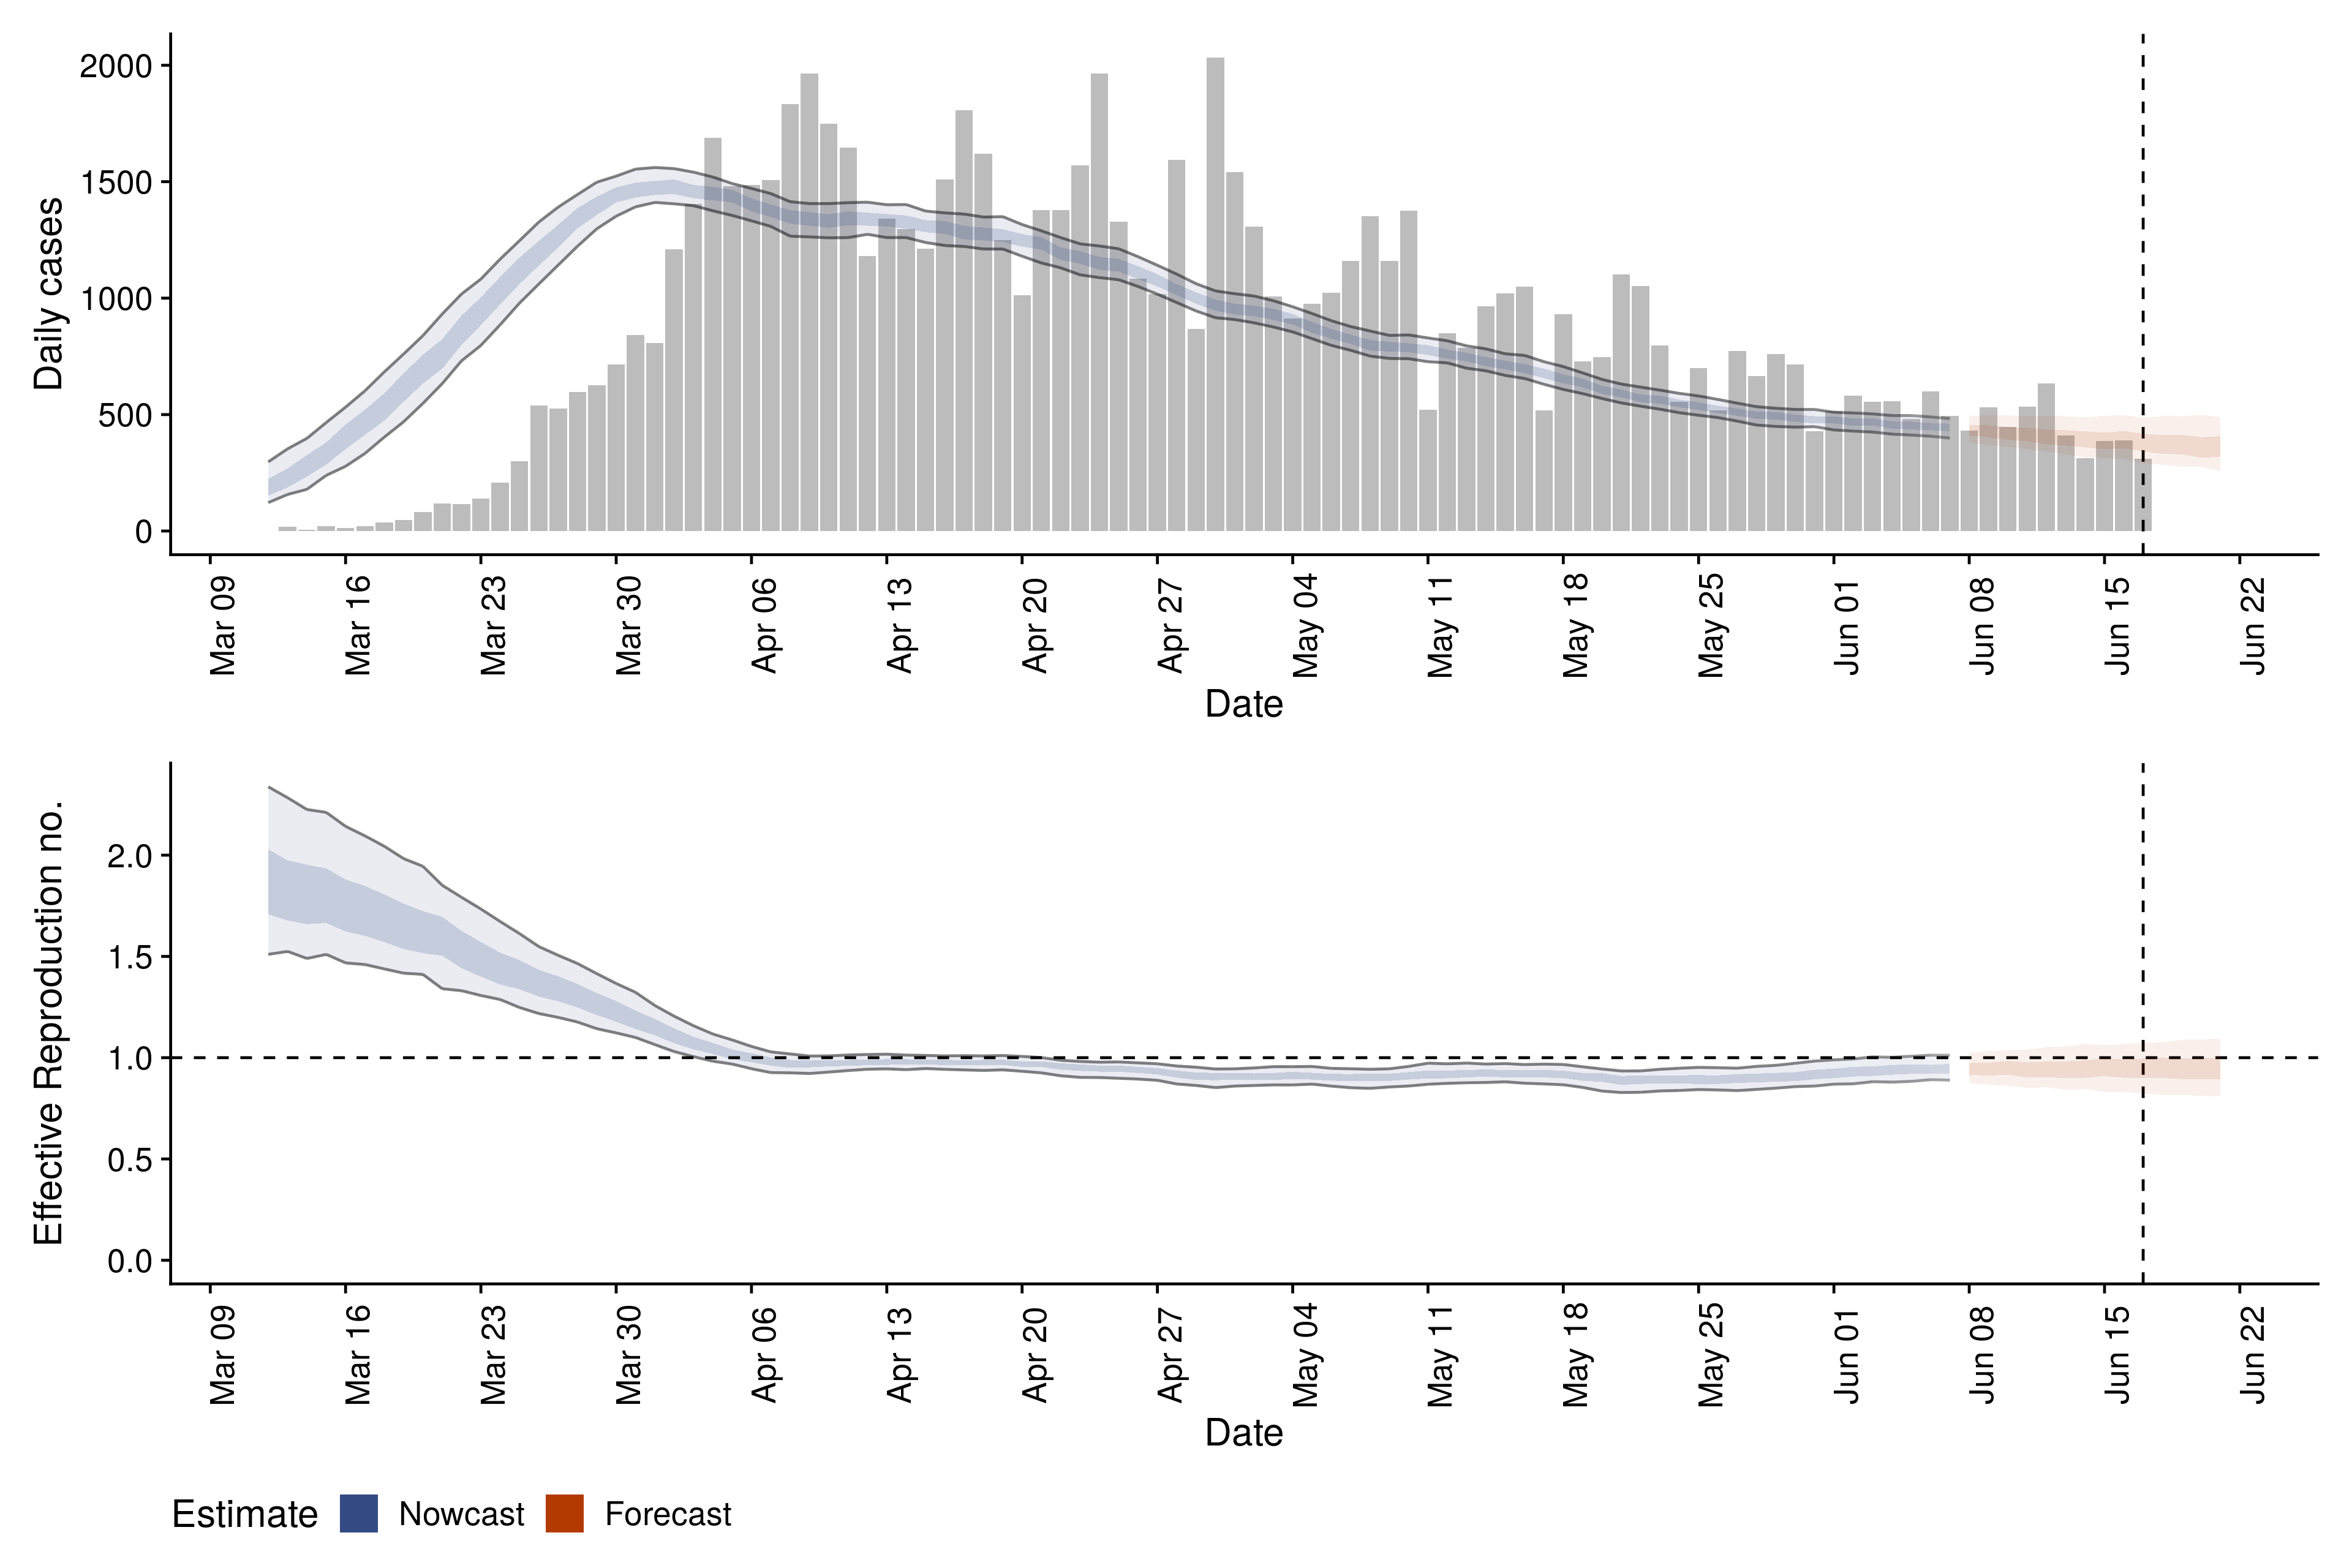 Daily cases
2000
1500
1000
500
0
Mar 09
Mar 16
Mar 23
Mar 30
Apr 06
Apr 13
Apr 20
Apr 27
May 04
May 11
May 18
May 25
Jun 01
Jun 08
Jun 15
Jun 22
Date
Effective Reproduction no.
2.0
1.5
1.0
0.5
0.0
Mar 09
Mar 16
Mar 23
Mar 30
Apr 06
Apr 13
Apr 20
Apr 27
May 04
May 11
May 18
May 25
Jun 01
Jun 08
Jun 15
Jun 22
Date
Estimate Nowcast Forecast